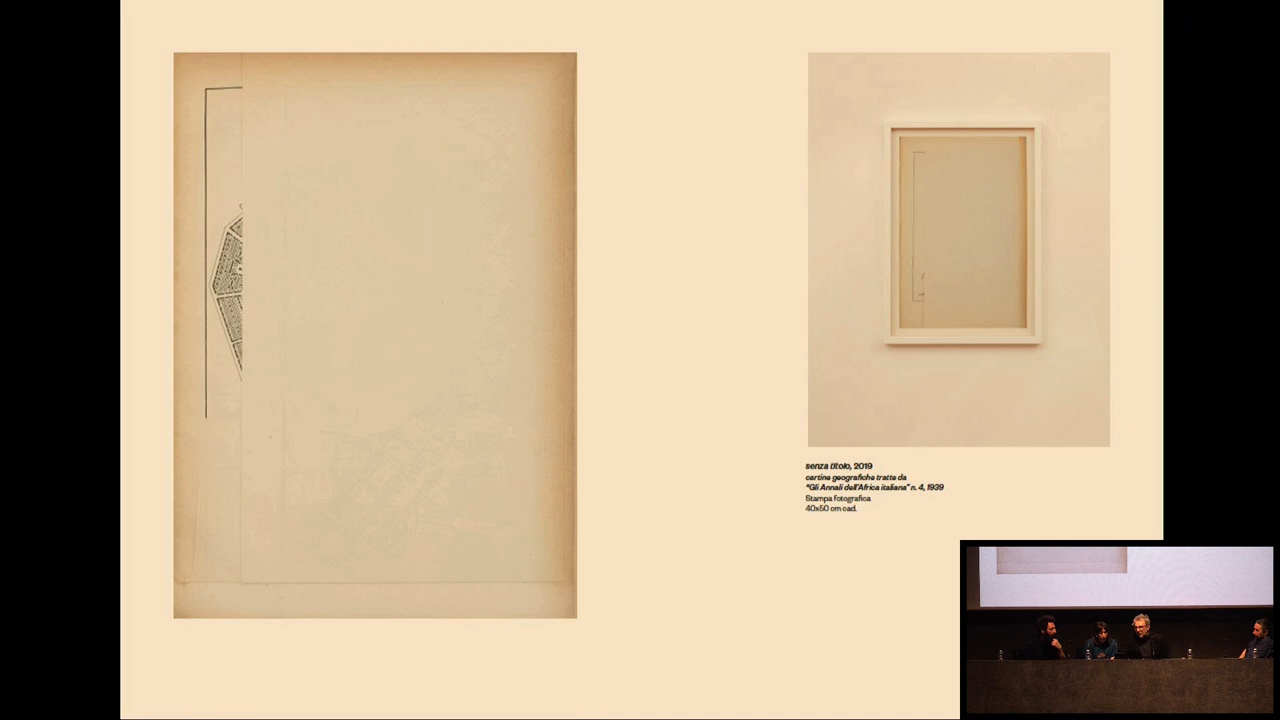 senza titolo, 2019
cartine geografiche tratte da
"Gli Annali dell'Africa italiana" n. 4, 1939
Stampa fotografica
40x50 cm cad.